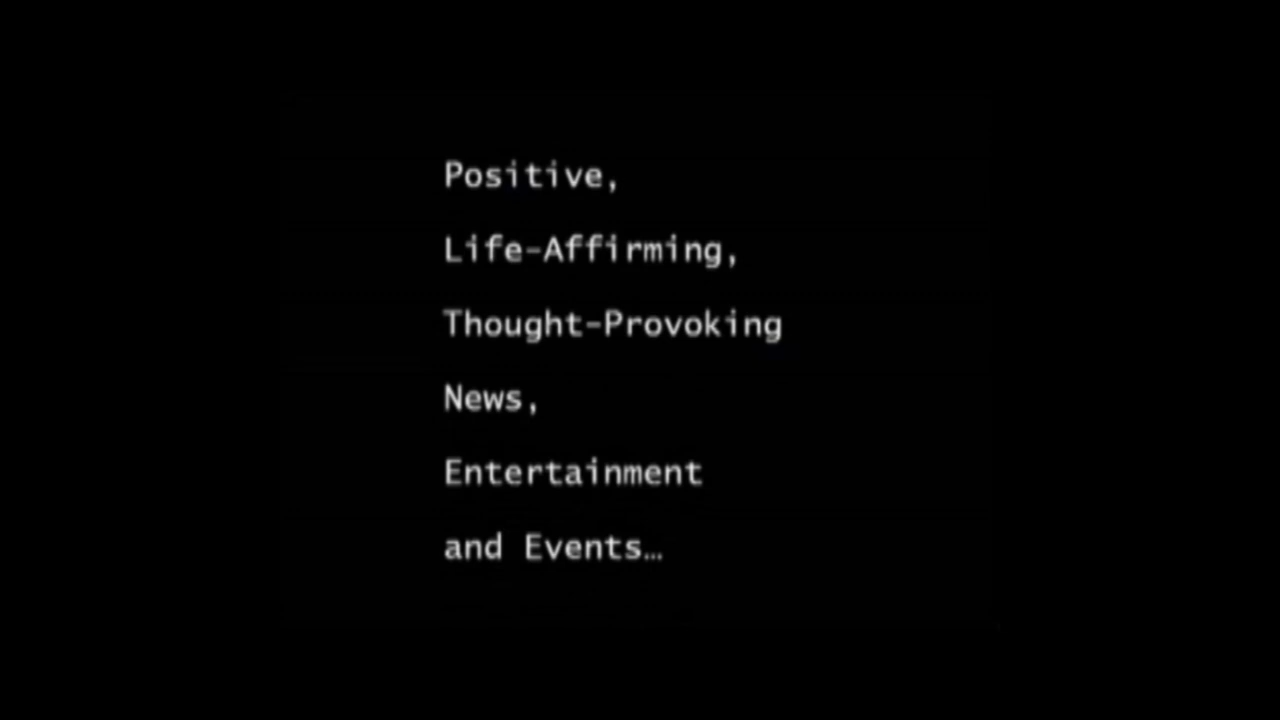 Positive,
Life-Affirming,
Thought-Provoking
News,
Entertainment
and Events…